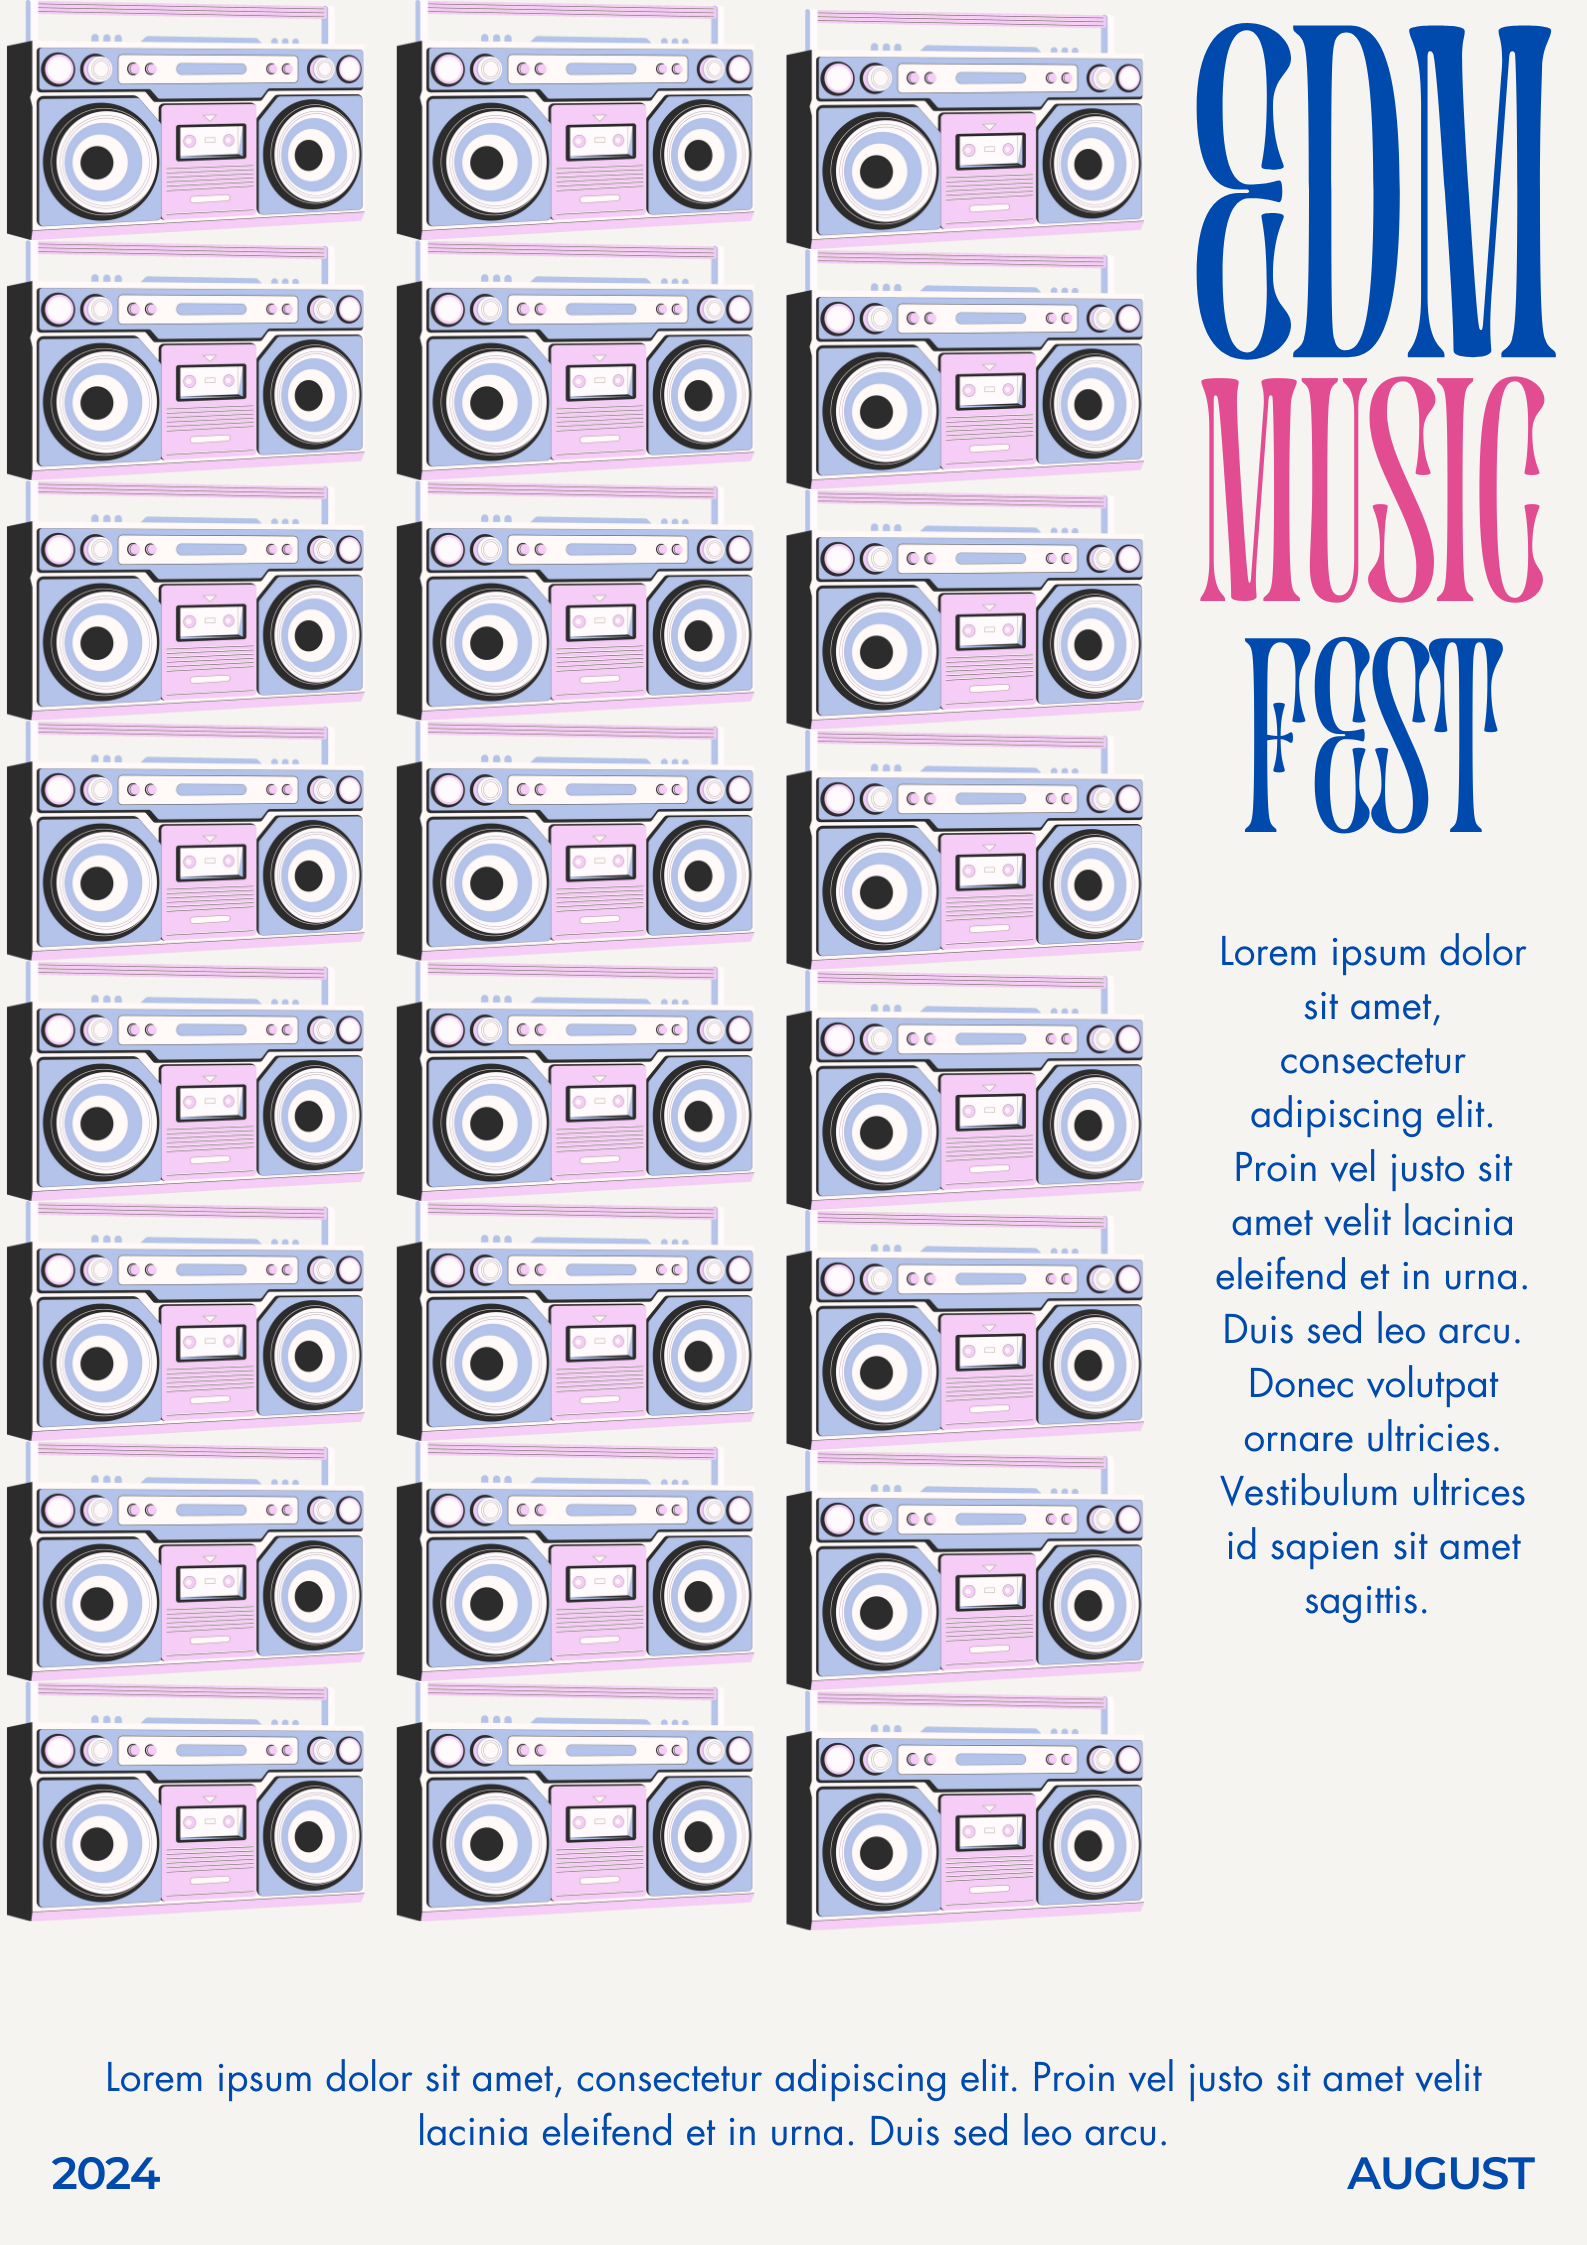 EDM
MUSIC
FEST
Lorem ipsum dolor
sit amet,
consectetur
adipiscing elit.
Proin vel justo sit
amet velit lacinia
eleifend et in urna.
Duis sed leo arcu.
Donec volutpat
ornare ultricies.
Vestibulum ultrices
id sapien sit amet
sagittis.
Lorem ipsum dolor sit amet, consectetur adipiscing elit. Proin vel justo sit amet velit
lacinia eleifend et in urna. Duis sed leo arcu.
2024
AUGUST